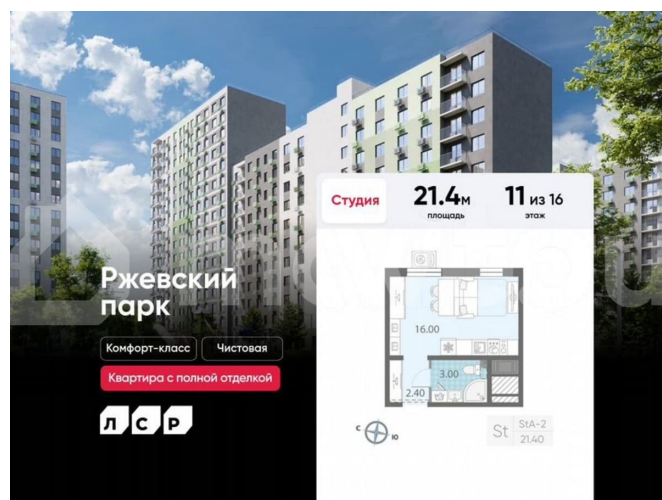 Студия
21.4м
площадь
11 из 16
этаж
Ржевский
парк
Комфорт-класс
Чистовая
Квартира с полной отделкой
ЛСР
16.00
3.00
2.40
С
Ю
St
StA-2
21.40